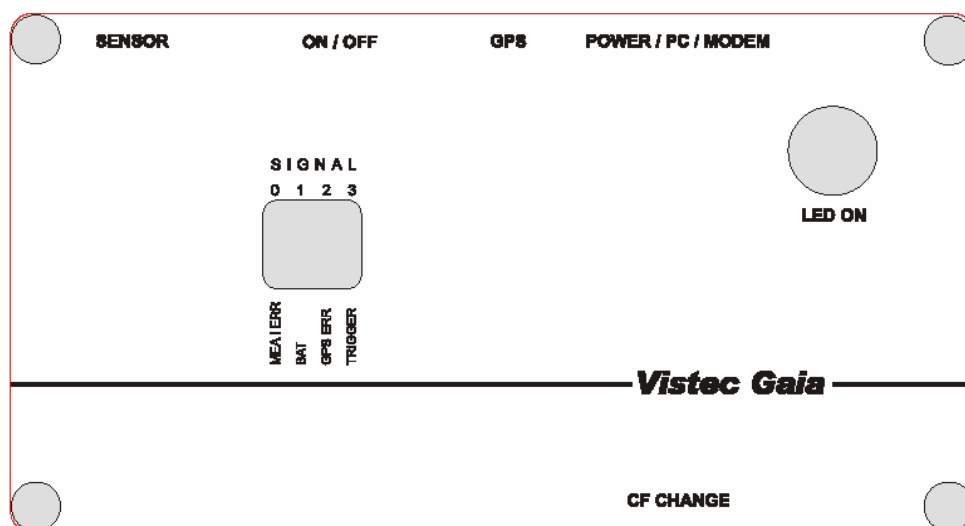 SENSOR ON / OFF GPS POWER / PC / MODEM
SIGNAL
0 1 2 3
LED ON
MEA I ERR
BAT
GPS ERR
TRIGGER
Vistec Gaia
CF CHANGE